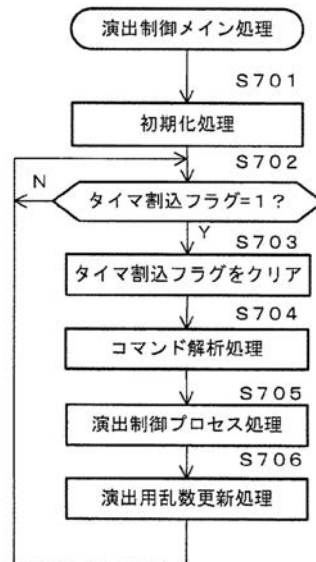 演出制御メイン処理
S701
初期化処理
S702
N
タイマ割込フラグ=1?
Y
S703
タイマ割込フラグをクリア
S704
コマンド解析処理
S705
演出制御プロセス処理
S706
演出用乱数更新処理